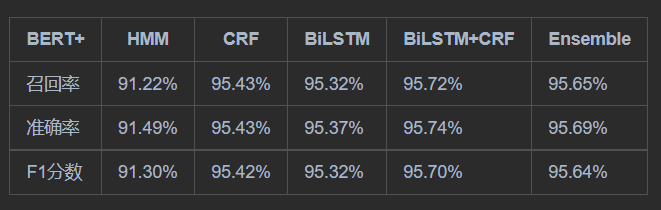 BERT+ HMM CRF BiLSTM BiLSTM+CRF Ensemble
召回率 91.22% 95.43% 95.32% 95.72% 95.65%
准确率 91.49% 95.43% 95.37% 95.74% 95.69%
F1分数 91.30% 95.42% 95.32% 95.70% 95.64%